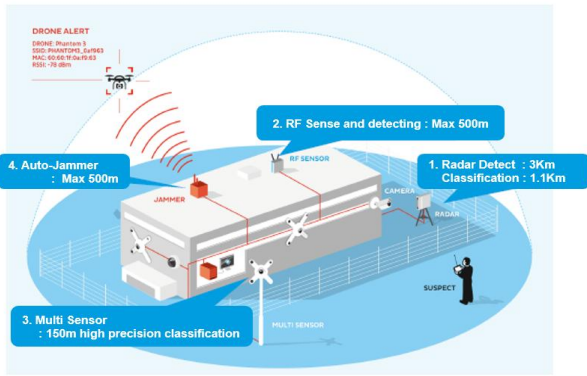 DRONE ALERT
DRONE: Phantom 3
SSID: PHANTOM3_0af963
MAC: 60:60:1f:0a:f9:63
RSSI: -78 dBm
2. RF Sense and detecting : Max 500m
RF SENSOR
4. Auto-Jammer
: Max 500m
JAMMER
1. Radar Detect : 3Km
Classification : 1.1Km
CAMERA
RADAR
SUSPECT
3. Multi Sensor
: 150m high precision classification
MULTI SENSOR